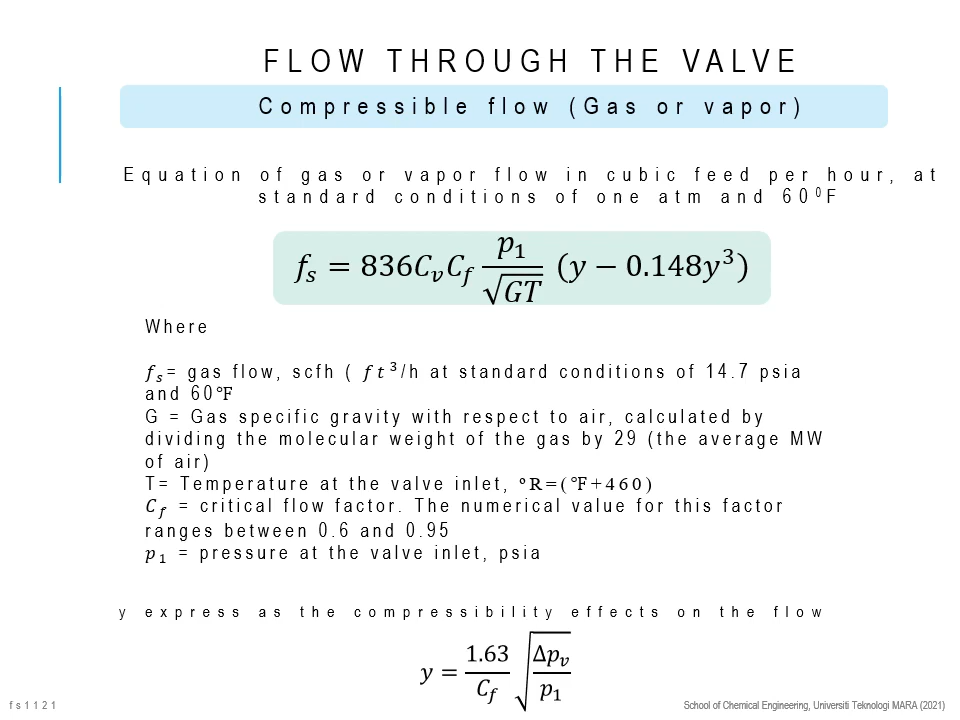 FLOW THROUGH THE VALVE
Compressible flow (Gas or vapor)
Equation of gas or vapor flow in cubic feed per hour, at
standard conditions of one atm and 60⁰F
f_s = 836C_vC_f p₁/√GT (y − 0.148y³)
Where
f_s= gas flow, scfh ( ft³/h at standard conditions of 14.7 psia
and 60℉
G = Gas specific gravity with respect to air, calculated by
dividing the molecular weight of the gas by 29 (the average MW
of air)
T= Temperature at the valve inlet, ºR=(℉+460)
C_f = critical flow factor. The numerical value for this factor
ranges between 0.6 and 0.95
p₁ = pressure at the valve inlet, psia
y express as the compressibility effects on the flow
y = 1.63/C_f √Δp_v/p₁
fs1121
School of Chemical Engineering, Universiti Teknologi MARA (2021)